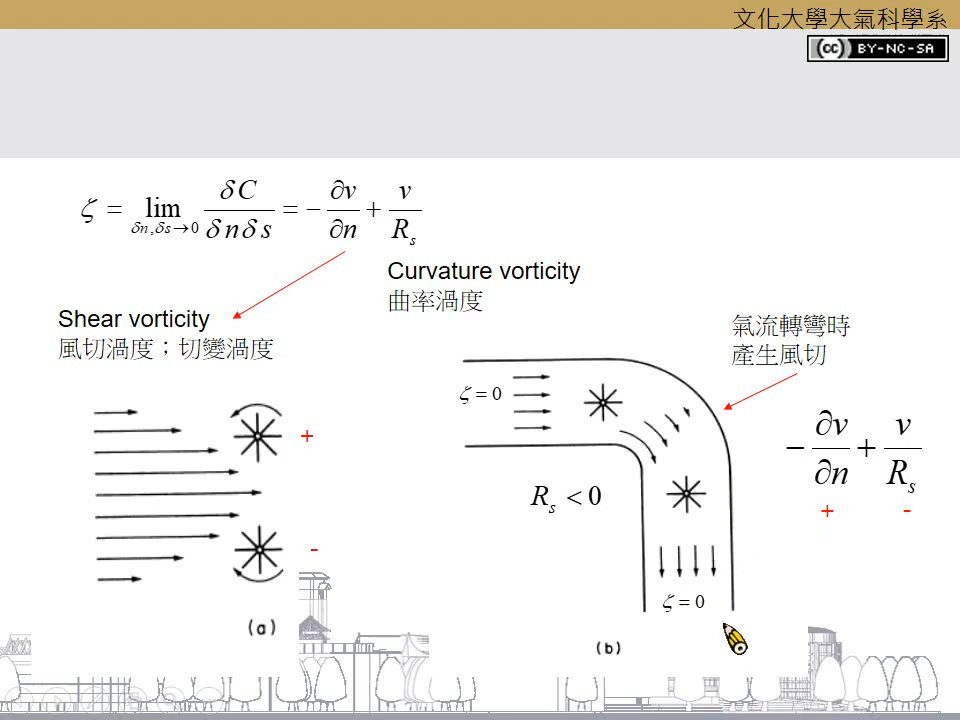 文化大學大氣科學系
(cc) BY-NC-SA
ζ = lim δn,δs→0 δC / δnδs = − ∂v/∂n + v/Rs
Curvature vorticity
曲率渦度
Shear vorticity
風切渦度；切變渦度
氣流轉彎時
產生風切
ζ = 0
+
− ∂v/∂n + v/Rs
Rs < 0
+ -
-
ζ = 0
(a)
(b)